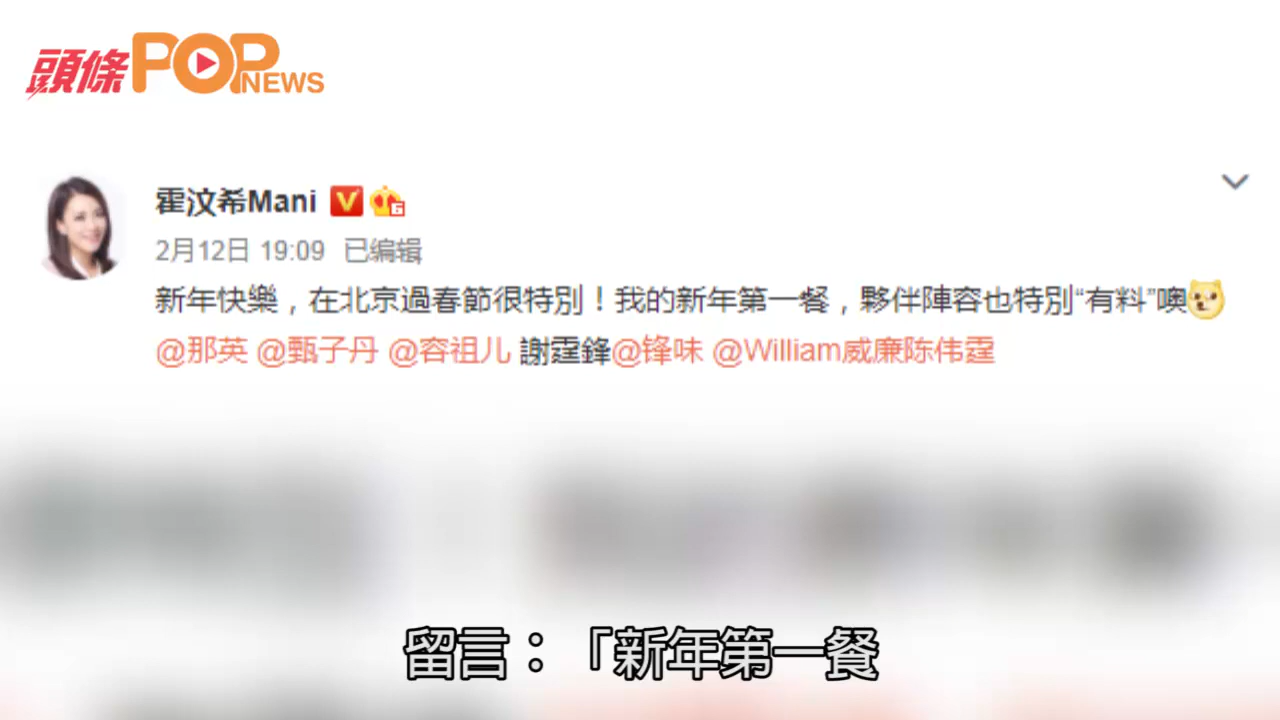 頭條POP NEWS
霍汶希Mani
2月12日 19:09 已编辑
新年快樂，在北京過春節很特別！我的新年第一餐，夥伴陣容也特別“有料”噢
@那英 @甄子丹 @容祖儿 謝霆鋒@锋味 @William威廉陈伟霆
留言：「新年第一餐